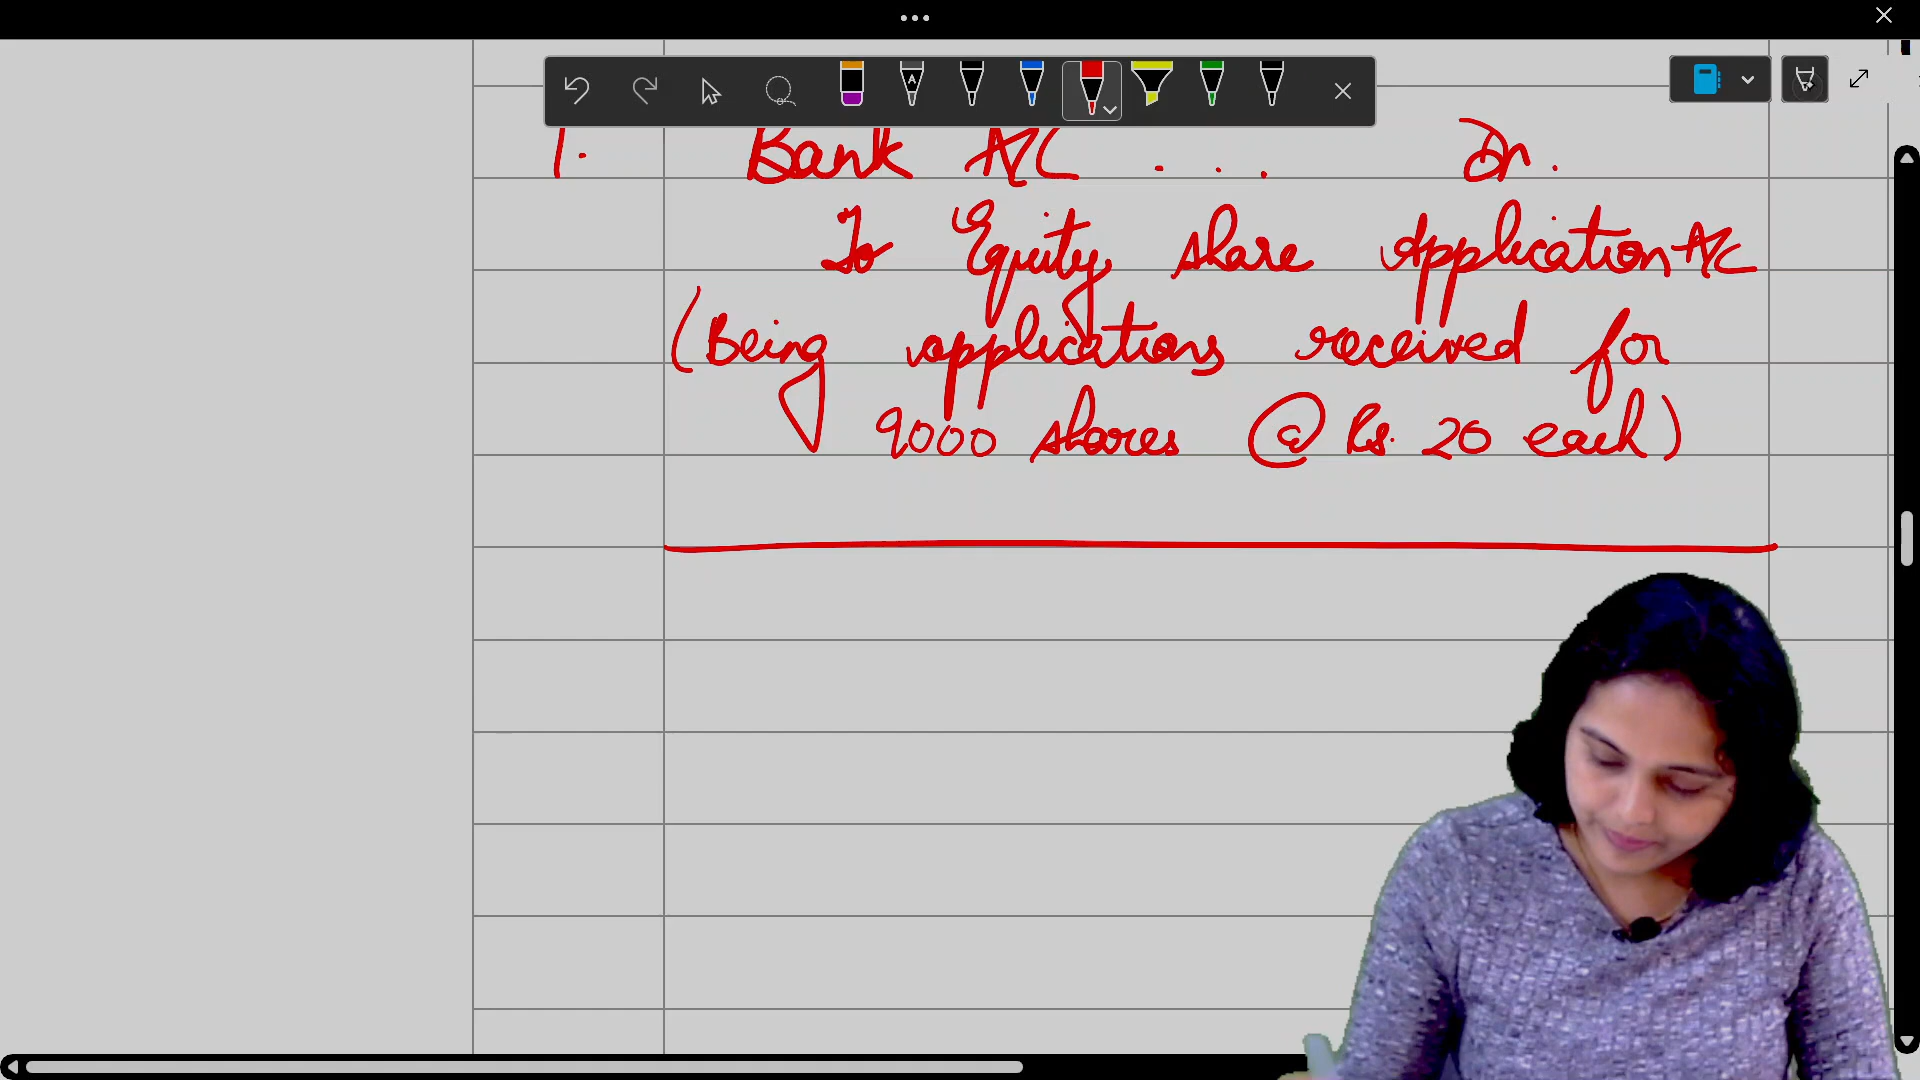 1. Bank A/C . . . Dr.
To Equity share Application A/C
(Being applications received for
9000 shares @ Rs. 20 each)